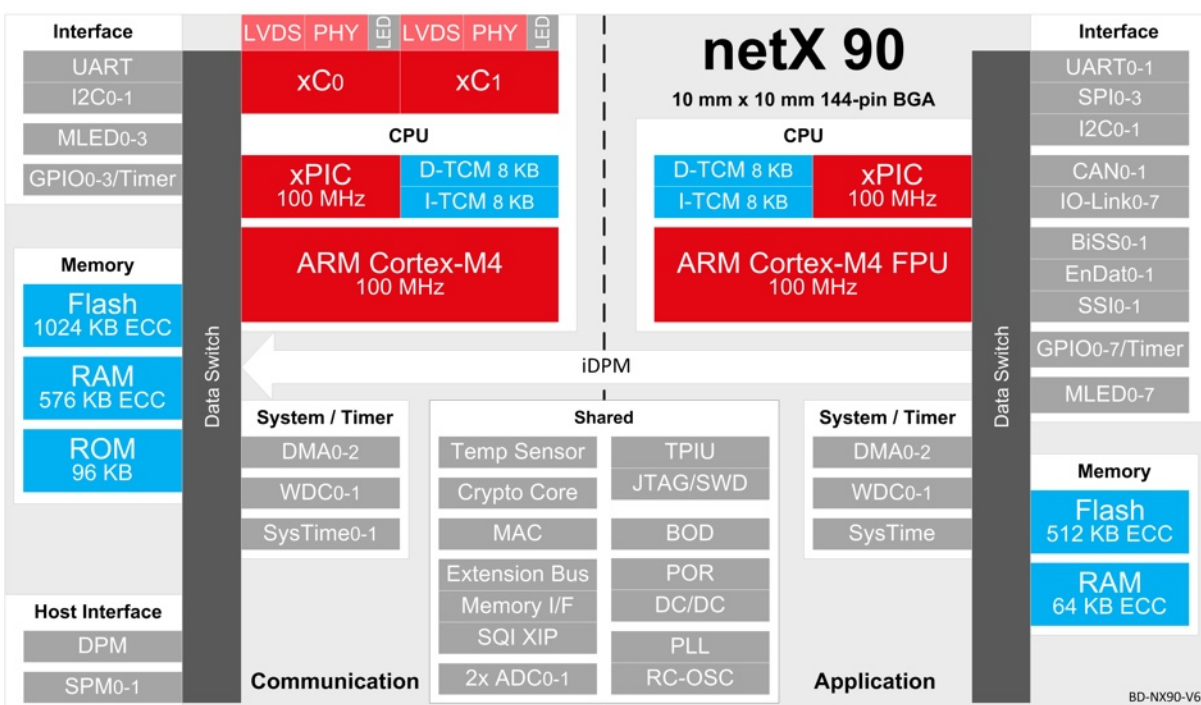 netX 90
10 mm x 10 mm 144-pin BGA
Interface
UART
I2C0-1
MLED0-3
GPIO0-3/Timer
Memory
Flash
1024 KB ECC
RAM
576 KB ECC
ROM
96 KB
Host Interface
DPM
SPM0-1
Data Switch
LVDS PHY LED LVDS PHY LED
xC0 xC1
CPU
xPIC
100 MHz
D-TCM 8 KB
I-TCM 8 KB
ARM Cortex-M4
100 MHz
CPU
D-TCM 8 KB
I-TCM 8 KB
xPIC
100 MHz
ARM Cortex-M4 FPU
100 MHz
iDPM
System / Timer
DMA0-2
WDC0-1
SysTime0-1
Communication
Shared
Temp Sensor
Crypto Core
MAC
Extension Bus
Memory I/F
SQI XIP
2x ADC0-1
TPIU
JTAG/SWD
BOD
POR
DC/DC
PLL
RC-OSC
System / Timer
DMA0-2
WDC0-1
SysTime
Application
Data Switch
Interface
UART0-1
SPI0-3
I2C0-1
CAN0-1
IO-Link0-7
BiSS0-1
EnDat0-1
SSI0-1
GPIO0-7/Timer
MLED0-7
Memory
Flash
512 KB ECC
RAM
64 KB ECC
BD-NX90-V6